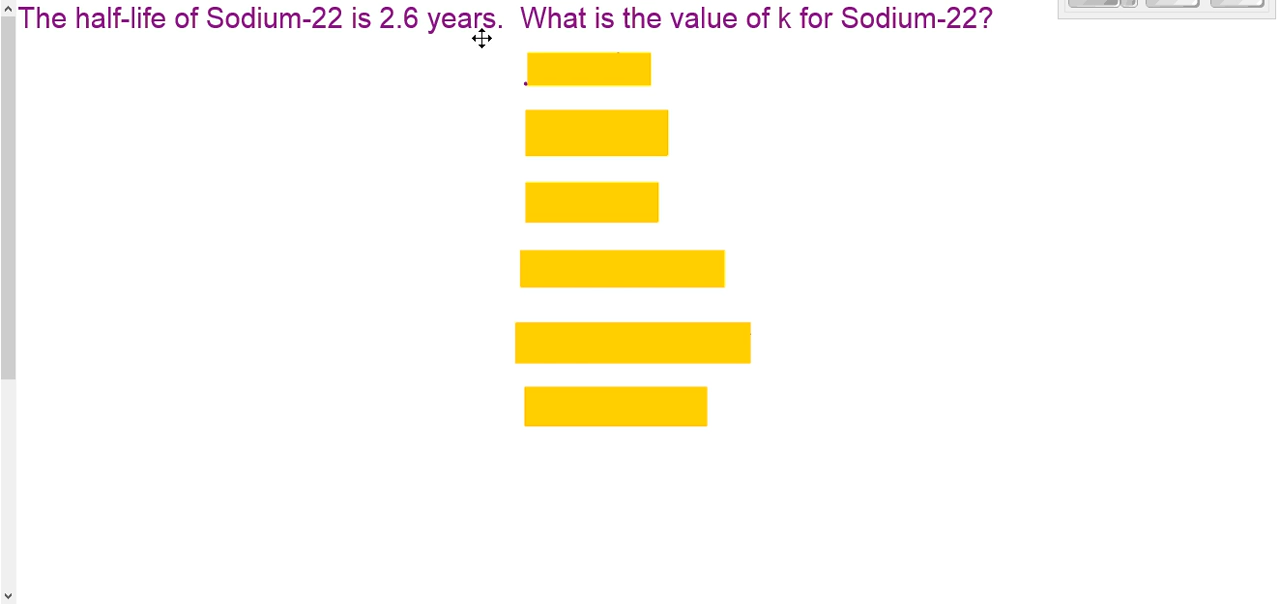 The half-life of Sodium-22 is 2.6 years.  What is the value of k for Sodium-22?